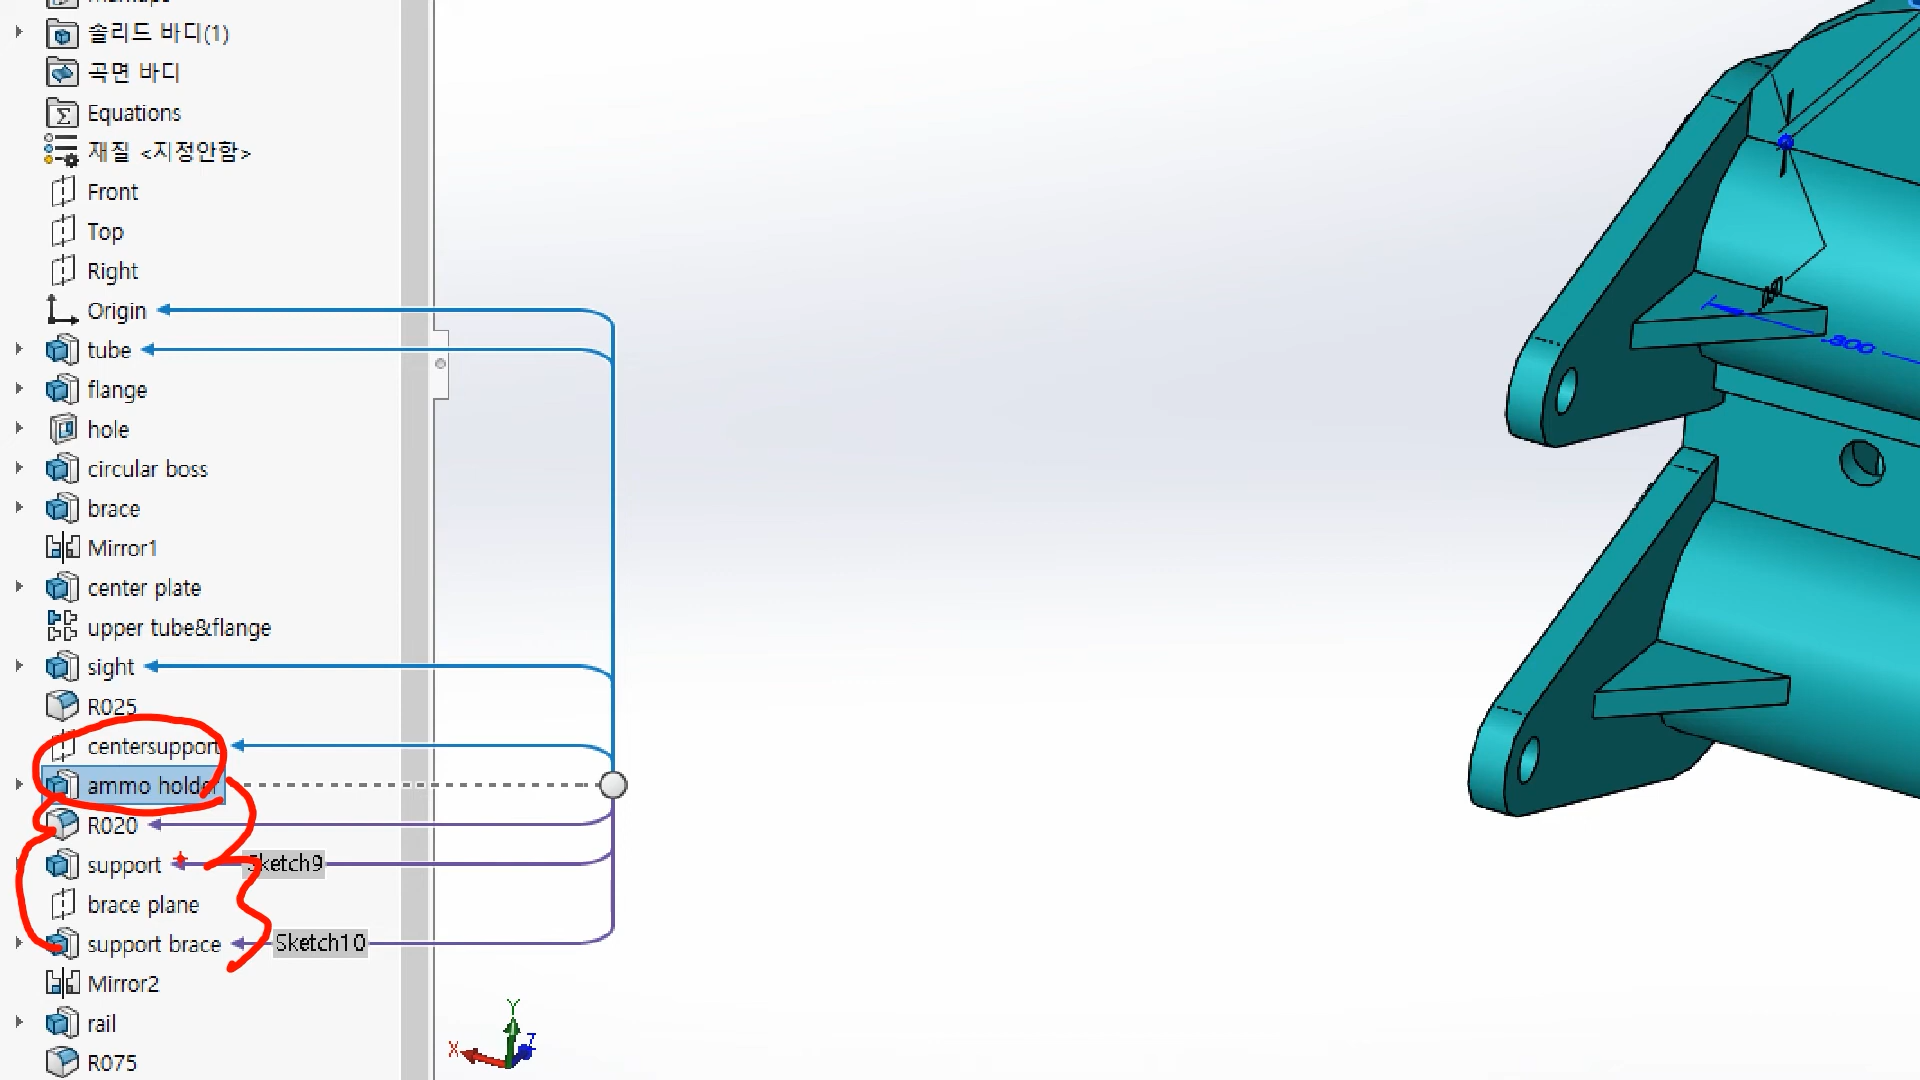 솔리드 바디(1)
곡면 바디
Equations
재질 <지정안함>
Front
Top
Right
Origin
tube
flange
hole
circular boss
brace
Mirror1
center plate
upper tube&flange
sight
R025
centersupport
ammo holder
R020
support
Sketch9
brace plane
support brace
Sketch10
Mirror2
rail
R075
Y
X
Z
.800